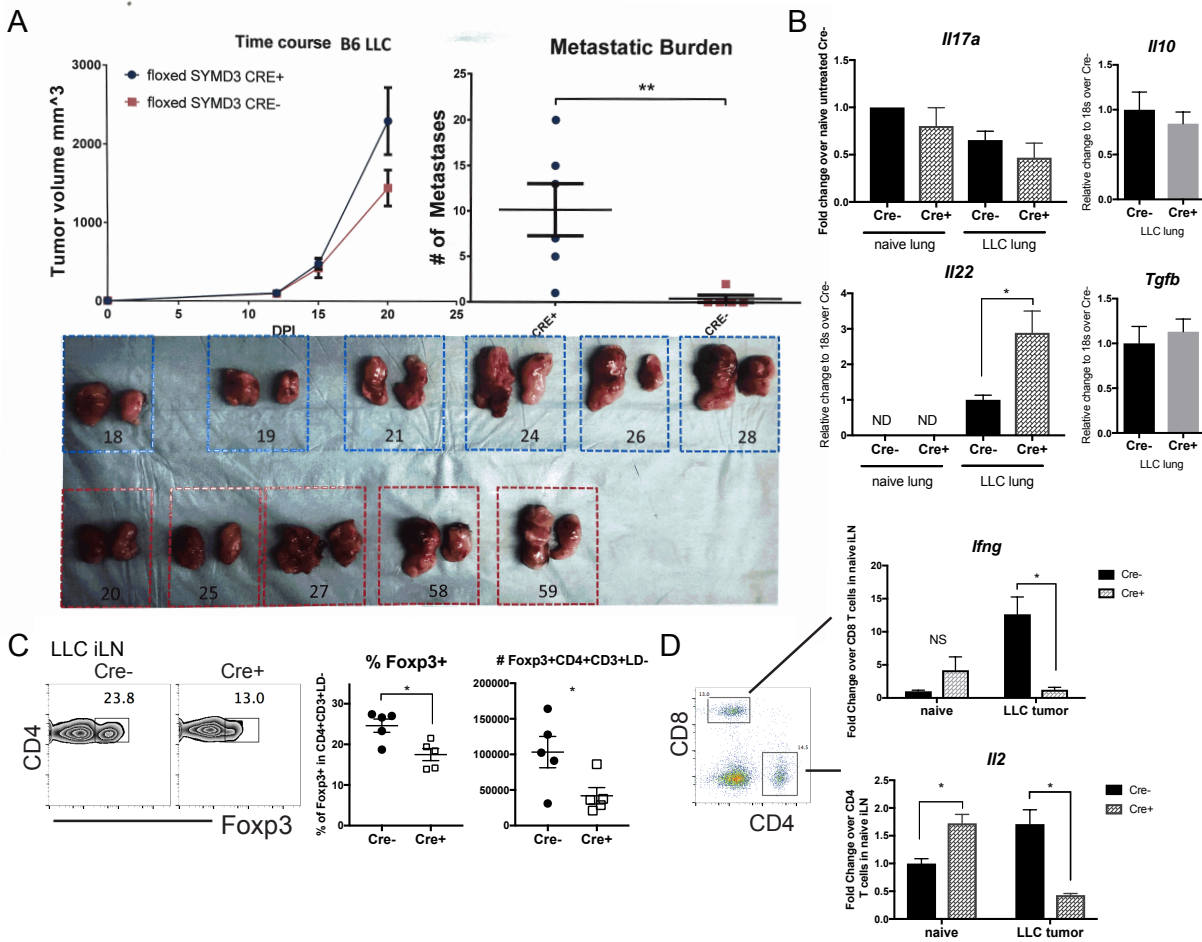 A
Time course B6 LLC
floxed SYMD3 CRE+
floxed SYMD3 CRE-
Tumor volume mm^3
3000
2000
1000
0
0 5 10 15 20 25
DPI
Metastatic Burden
# of Metastases
25
20
15
10
5
0
**
CRE+
CRE-
18
19
21
24
26
28
20
25
27
58
59
B
Il17a
Fold change over naive untreated Cre-
1.5
1.0
0.5
0.0
Cre- Cre+ Cre- Cre+
naive lung LLC lung
Il10
Relative change to 18s over Cre-
1.5
1.0
0.5
0.0
Cre- Cre+
LLC lung
Il22
Relative change to 18s over Cre-
4
3
2
1
0
ND ND
*
Cre- Cre+ Cre- Cre+
naive lung LLC lung
Tgfb
Relative change to 18s over Cre-
1.5
1.0
0.5
0.0
Cre- Cre+
LLC lung
C
LLC iLN
Cre- Cre+
23.8
13.0
CD4
Foxp3
% Foxp3+
% of Foxp3+ in CD4+CD3+LD-
30
20
10
0
*
Cre- Cre+
# Foxp3+CD4+CD3+LD-
200000
150000
100000
50000
0
*
Cre- Cre+
D
13.0
14.5
CD8
CD4
Ifng
Fold Change over CD8 T cells in naive iLN
20
15
10
5
0
NS
*
Cre-
Cre+
naive LLC tumor
Il2
Fold Change over CD4
T cells in naive iLN
2.5
2.0
1.5
1.0
0.5
0.0
*
*
Cre-
Cre+
naive LLC tumor